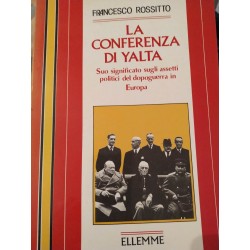 FRANCESCO ROSSITTO
LA
CONFERENZA
DI YALTA
Suo significato sugli assetti
politici del dopoguerra in
Europa
ELLEMME